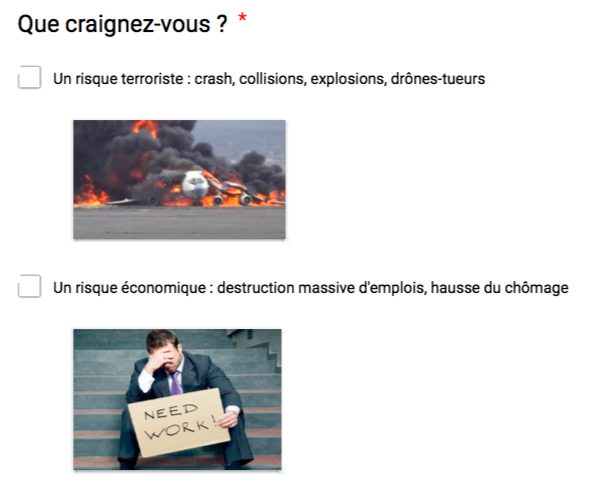 Que craignez-vous ? *
Un risque terroriste : crash, collisions, explosions, drônes-tueurs
Un risque économique : destruction massive d'emplois, hausse du chômage
NEED
WORK!